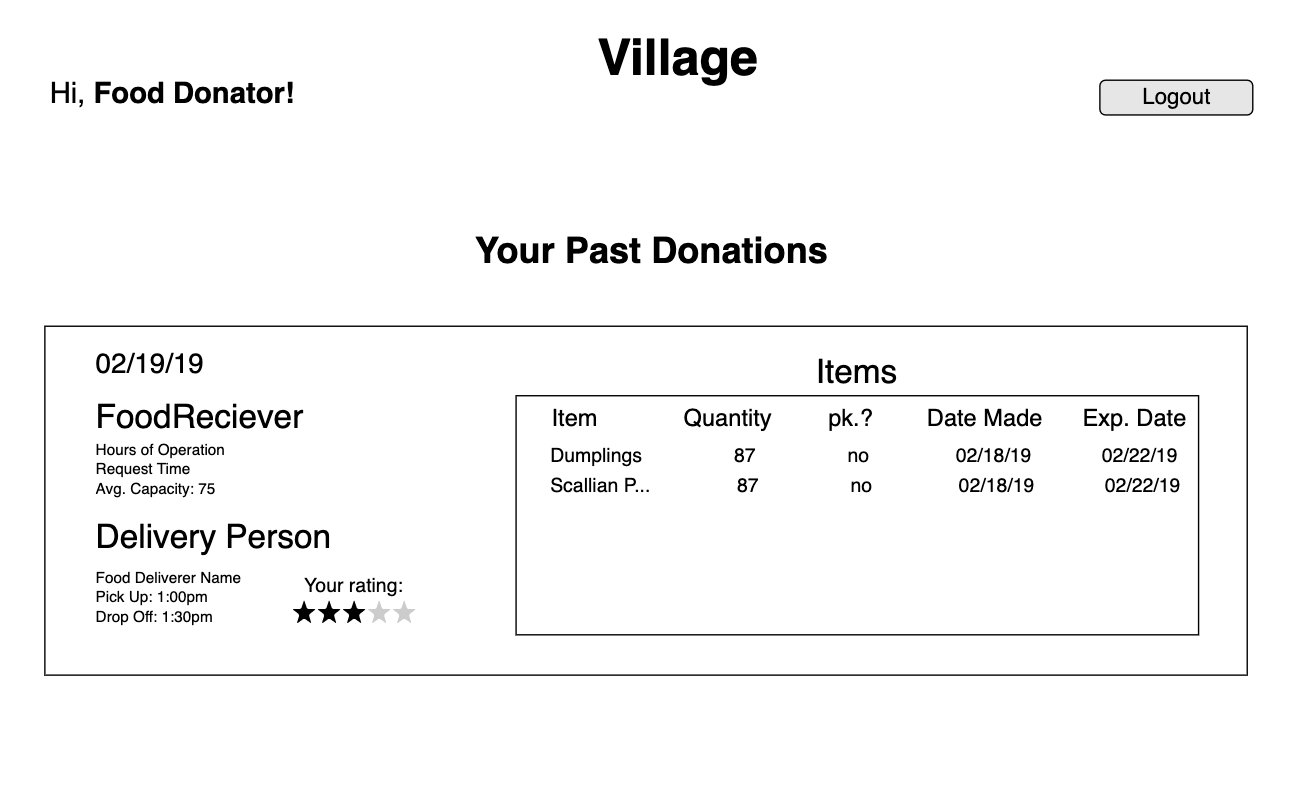 Village
Hi, Food Donator!
Logout
Your Past Donations
02/19/19
FoodReciever
Hours of Operation
Request Time
Avg. Capacity: 75
Delivery Person
Food Deliverer Name
Pick Up: 1:00pm
Drop Off: 1:30pm
Your rating:
Items
Item Quantity pk.? Date Made Exp. Date
Dumplings 87 no 02/18/19 02/22/19
Scallian P... 87 no 02/18/19 02/22/19